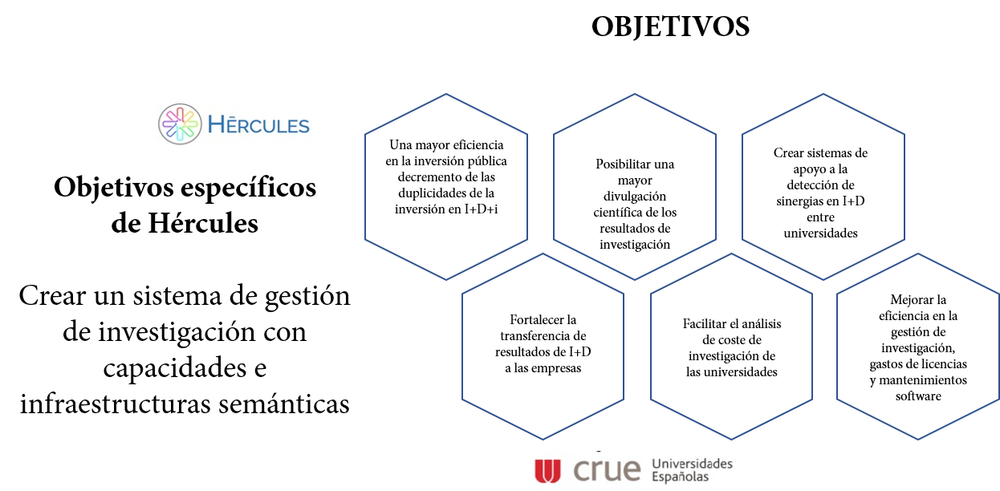 OBJETIVOS
HĒRCULES
Objetivos específicos
de Hércules
Crear un sistema de gestión
de investigación con
capacidades e
infraestructuras semánticas
Una mayor eficiencia
en la inversión pública
decremento de las
duplicidades de la
inversión en I+D+i
Posibilitar una
mayor
divulgación
científica de los
resultados de
investigación
Crear sistemas de
apoyo a la
detección de
sinergias en I+D
entre
universidades
Fortalecer la
transferencia de
resultados de I+D
a las empresas
Facilitar el análisis
de coste de
investigación de
las universidades
Mejorar la
eficiencia en la
gestión de
investigación,
gastos de licencias
y mantenimientos
software
crue
Universidades
Españolas